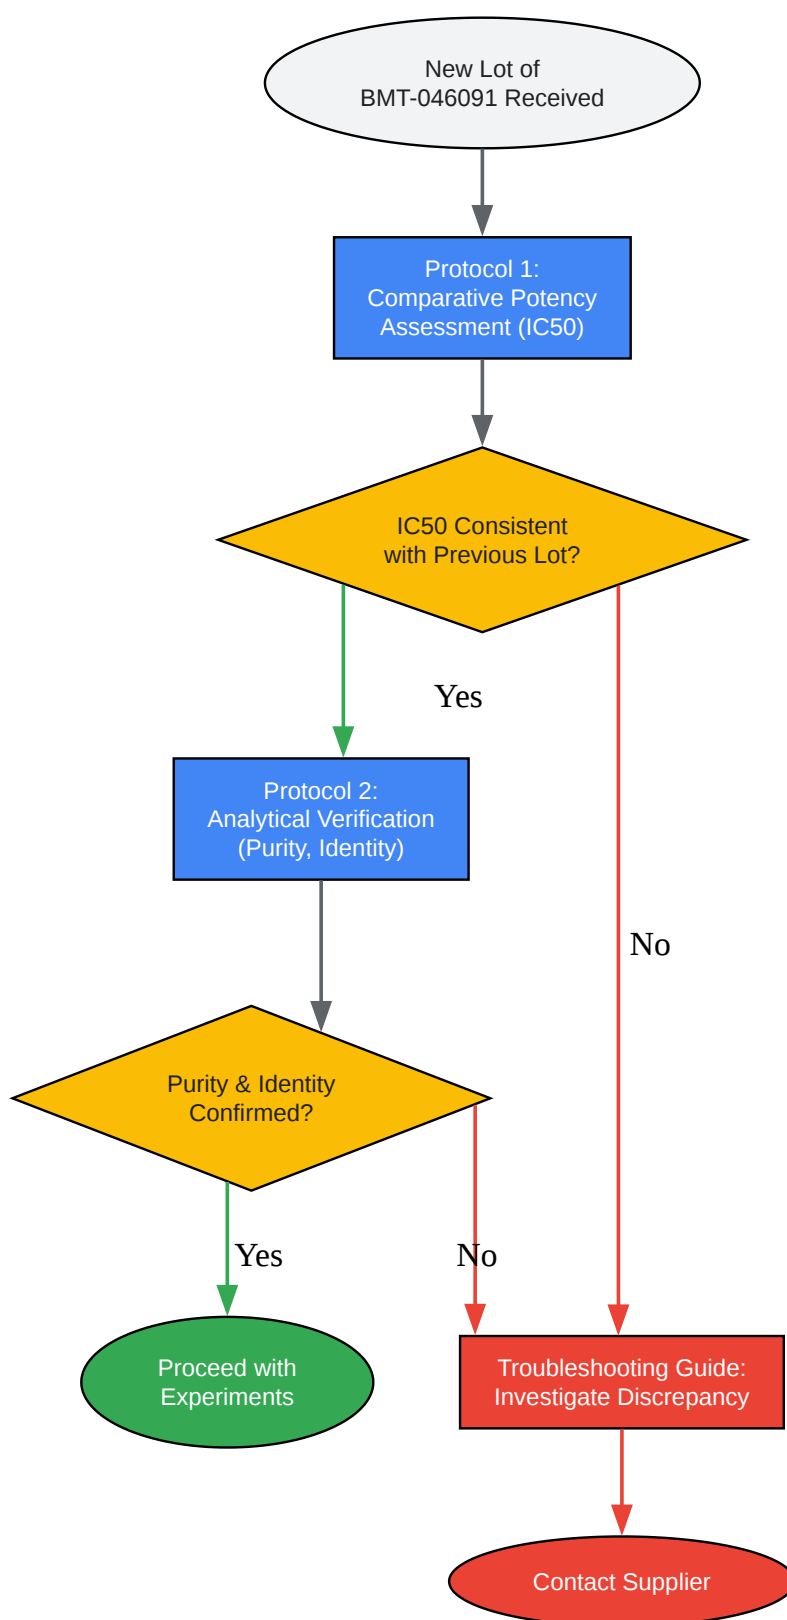 New Lot of
BMT-046091 Received
Protocol 1:
Comparative Potency
Assessment (IC50)
IC50 Consistent
with Previous Lot?
Yes
Protocol 2:
Analytical Verification
(Purity, Identity)
No
Purity & Identity
Confirmed?
Yes
No
Proceed with
Experiments
Troubleshooting Guide:
Investigate Discrepancy
Contact Supplier